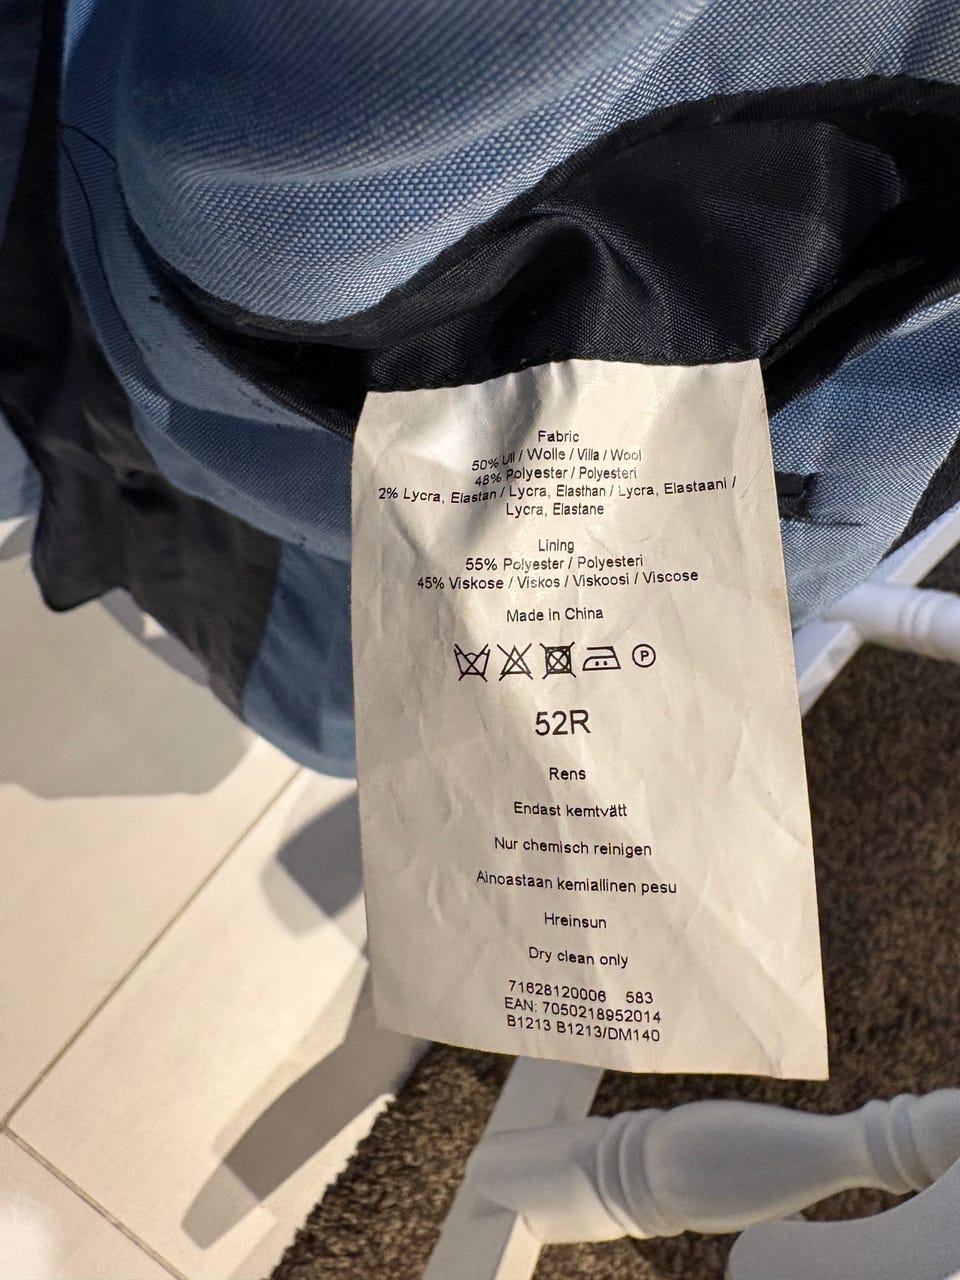 Fabric
50% Ull / Wolle / Villa / Wool
48% Polyester / Polyesteri
2% Lycra, Elastan / Lycra, Elasthan / Lycra, Elastaani /
Lycra, Elastane
Lining
55% Polyester / Polyesteri
45% Viskose / Viskos / Viskoosi / Viscose
Made in China
P
52R
Rens
Endast kemtvätt
Nur chemisch reinigen
Ainoastaan kemiallinen pesu
Hreinsun
Dry clean only
71628120006 583
EAN: 7050218952014
B1213 B1213/DM140